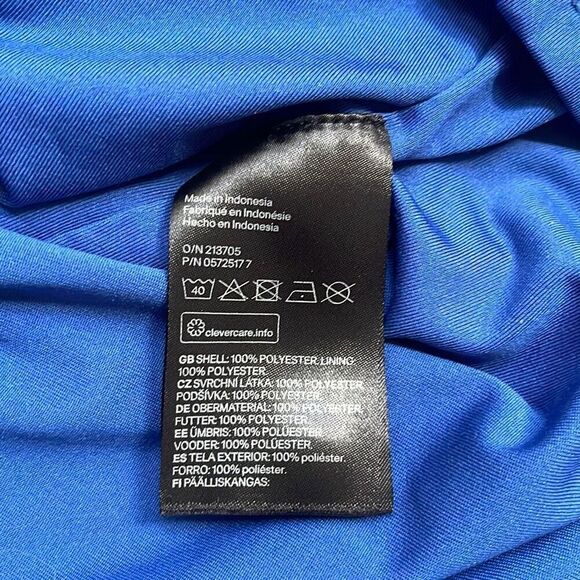 Made in Indonesia
Fabriqué en Indonésie
Hecho en Indonesia
O/N 213705
P/N 0572517 7
40
clevercare.info
GB SHELL: 100% POLYESTER. LINING:
100% POLYESTER.
CZ SVRCHNÍ LÁTKA: 100% POLYESTER.
PODŠÍVKA: 100% POLYESTER.
DE OBERMATERIAL: 100% POLYESTER.
FUTTER: 100% POLYESTER.
EE ÜMBRIS: 100% POLÜESTER.
VOODER: 100% POLÜESTER.
ES TELA EXTERIOR: 100% poliéster.
FORRO: 100% poliéster.
FI PÄÄLLISKANGAS: